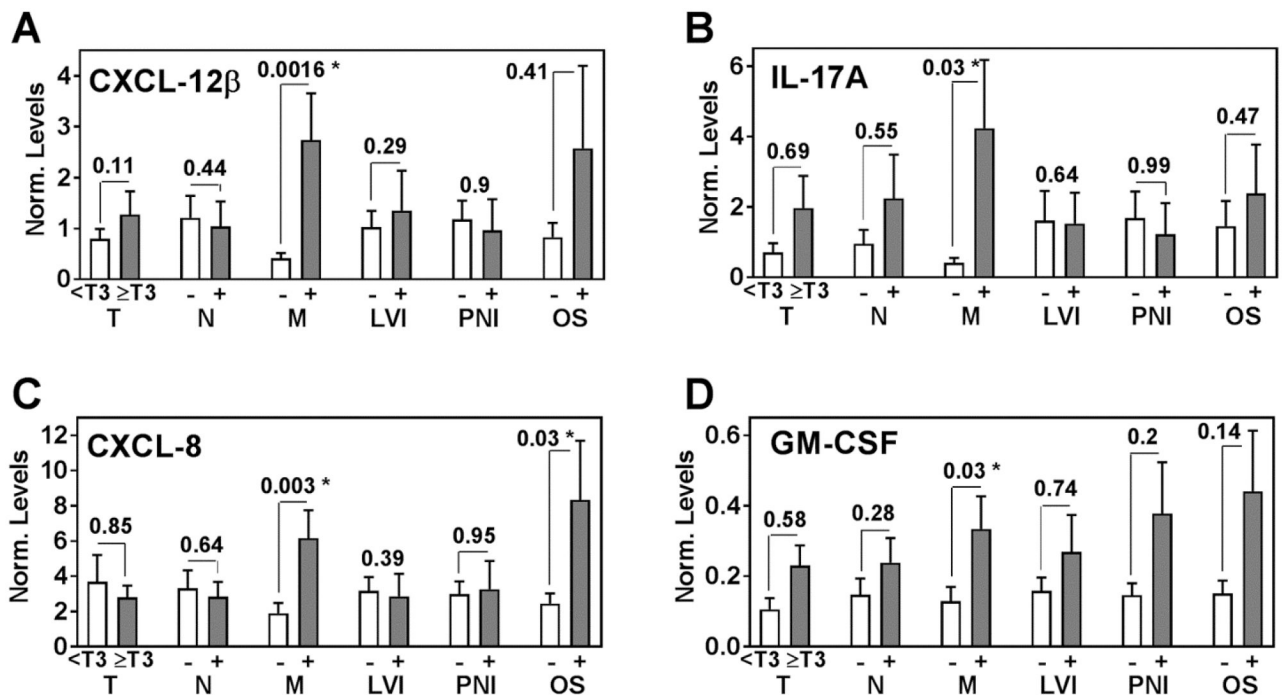 A
CXCL-12β
Norm. Levels
4
3
2
1
0
0.11
0.44
0.0016 *
0.29
0.9
0.41
<T3 ≥T3 - + - + - + - + - +
T N M LVI PNI OS
B
IL-17A
Norm. Levels
6
4
2
0
0.69
0.55
0.03 *
0.64
0.99
0.47
<T3 ≥T3 - + - + - + - + - +
T N M LVI PNI OS
C
CXCL-8
Norm. Levels
12
10
8
6
4
2
0
0.85
0.64
0.003 *
0.39
0.95
0.03 *
<T3 ≥T3 - + - + - + - + - +
T N M LVI PNI OS
D
GM-CSF
Norm. Levels
0.6
0.4
0.2
0.0
0.58
0.28
0.03 *
0.74
0.2
0.14
<T3 ≥T3 - + - + - + - + - +
T N M LVI PNI OS